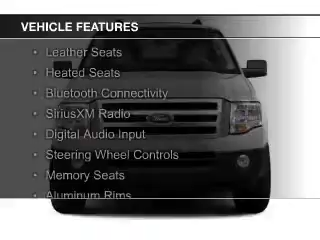 VEHICLE FEATURES
• Leather Seats
• Heated Seats
• Bluetooth Connectivity
• SiriusXM Radio
• Digital Audio Input
• Steering Wheel Controls
• Memory Seats
• Aluminum Rims
Ford